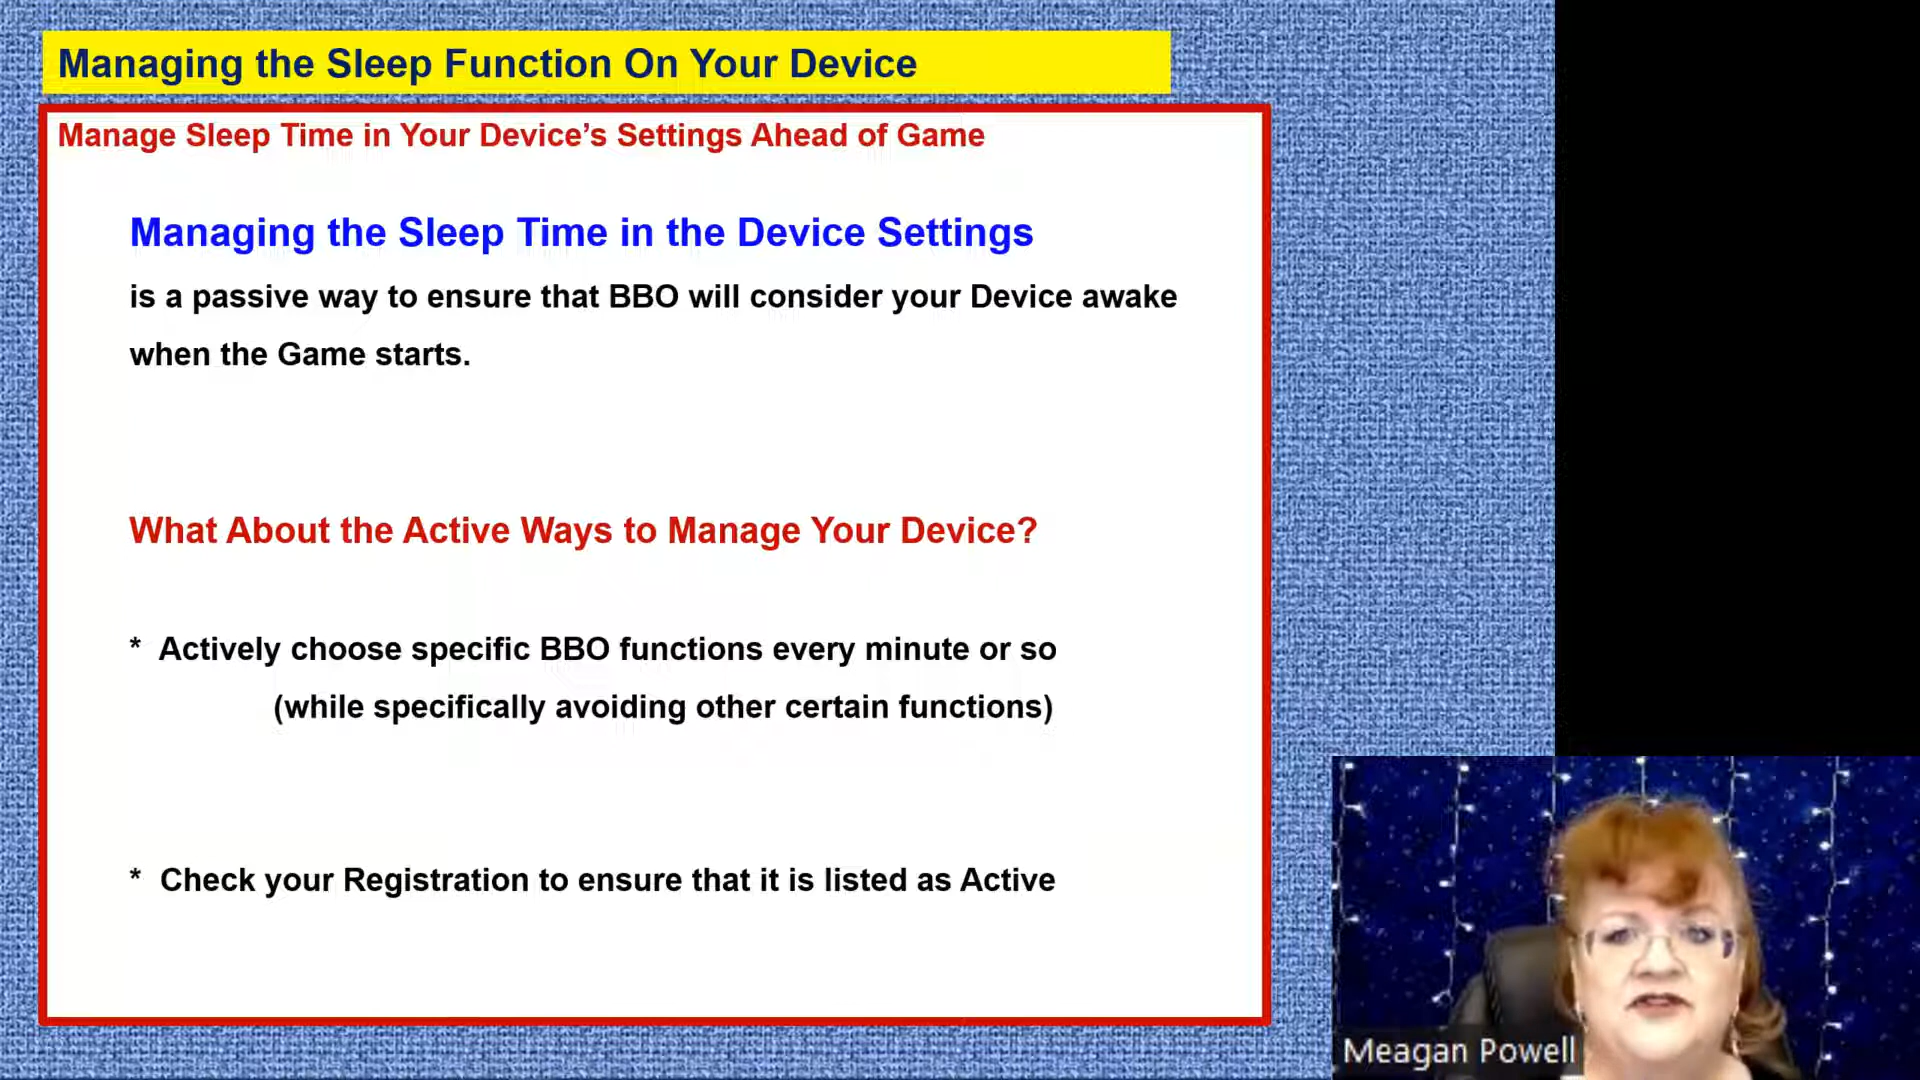 Managing the Sleep Function On Your Device
Manage Sleep Time in Your Device’s Settings Ahead of Game
Managing the Sleep Time in the Device Settings
is a passive way to ensure that BBO will consider your Device awake
when the Game starts.
What About the Active Ways to Manage Your Device?
* Actively choose specific BBO functions every minute or so
(while specifically avoiding other certain functions)
* Check your Registration to ensure that it is listed as Active
Meagan Powell